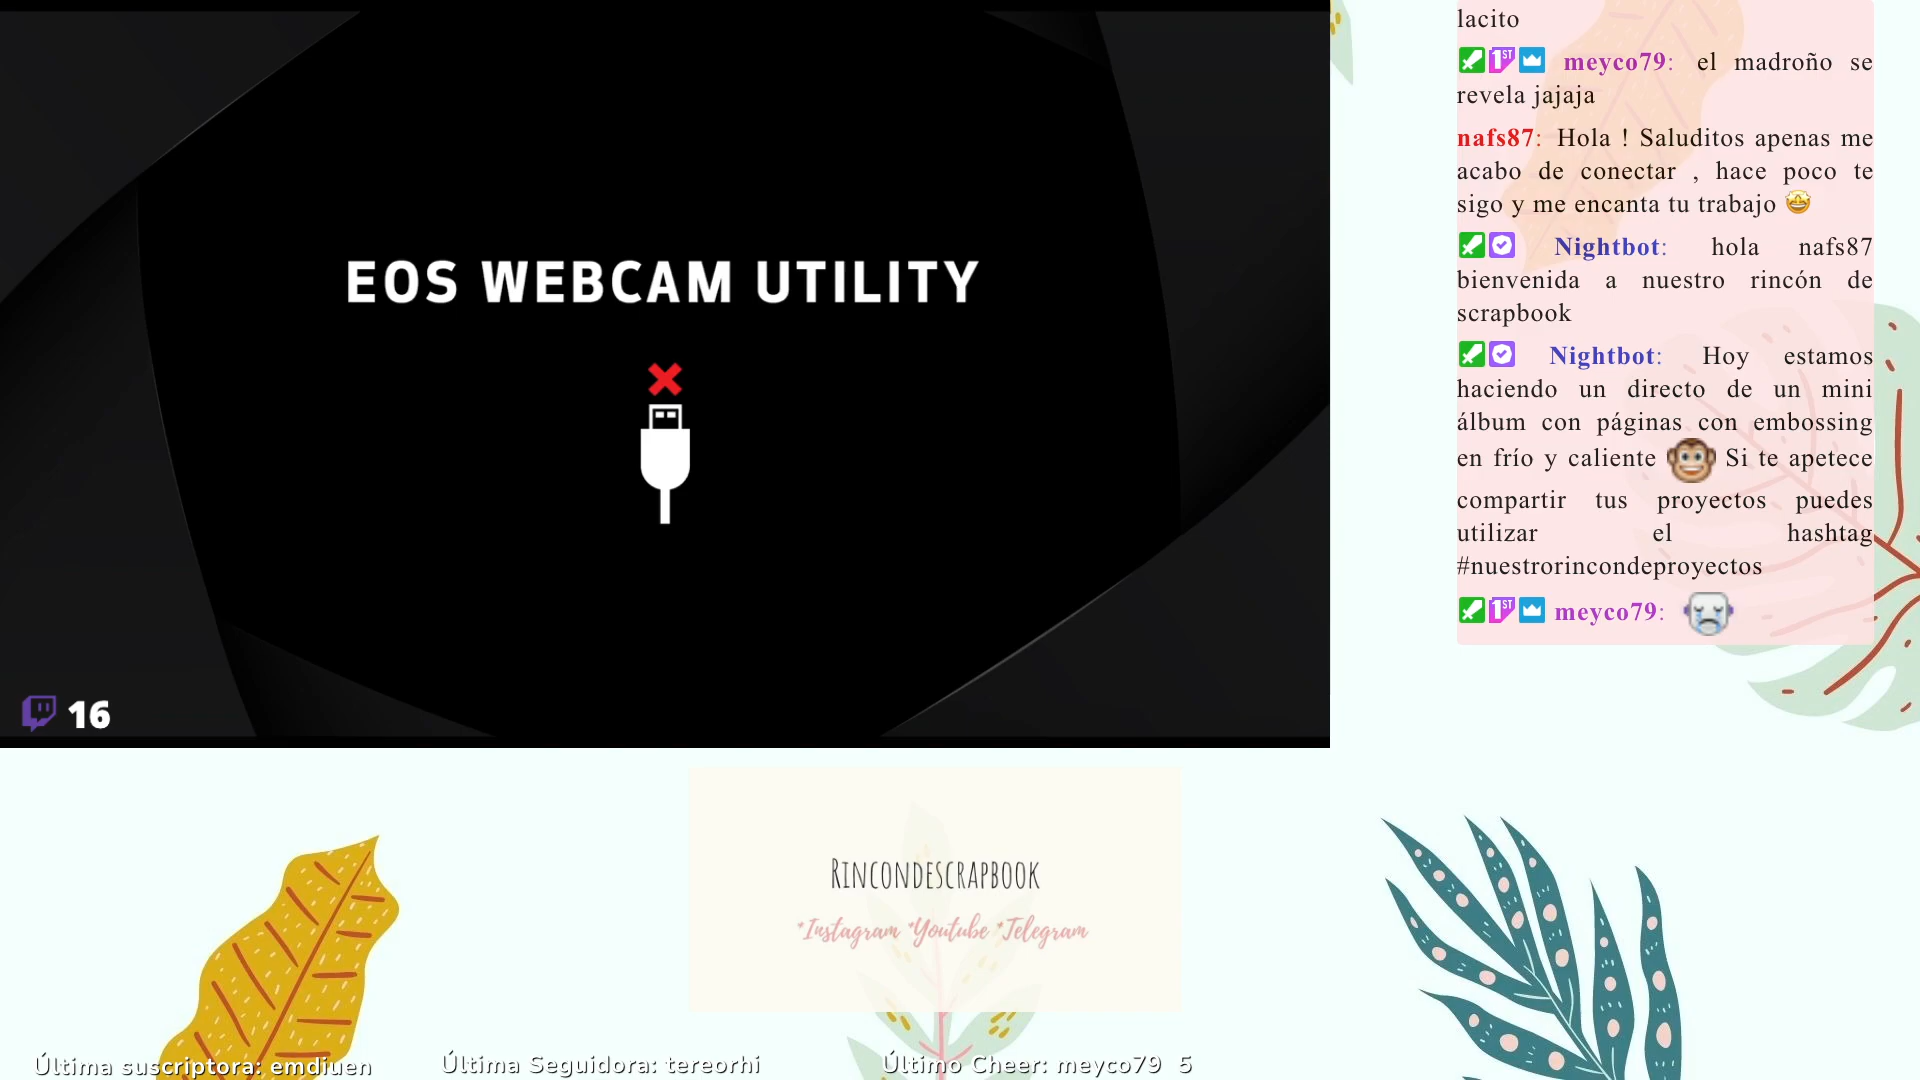 EOS WEBCAM UTILITY
16
lacito
1ST meyco79: el madroño se
revela jajaja
nafs87: Hola ! Saluditos apenas me
acabo de conectar , hace poco te
sigo y me encanta tu trabajo 🤩
Nightbot: hola nafs87
bienvenida a nuestro rincón de
scrapbook
Nightbot: Hoy estamos
haciendo un directo de un mini
álbum con páginas con embossing
en frío y caliente Si te apetece
compartir tus proyectos puedes
utilizar el hashtag
#nuestrorincondeproyectos
1ST meyco79:
RINCONDESCRAPBOOK
*Instagram *Youtube *Telegram
Última suscriptora: emdiuen
Última Seguidora: tereorhi
Último Cheer: meyco79 5